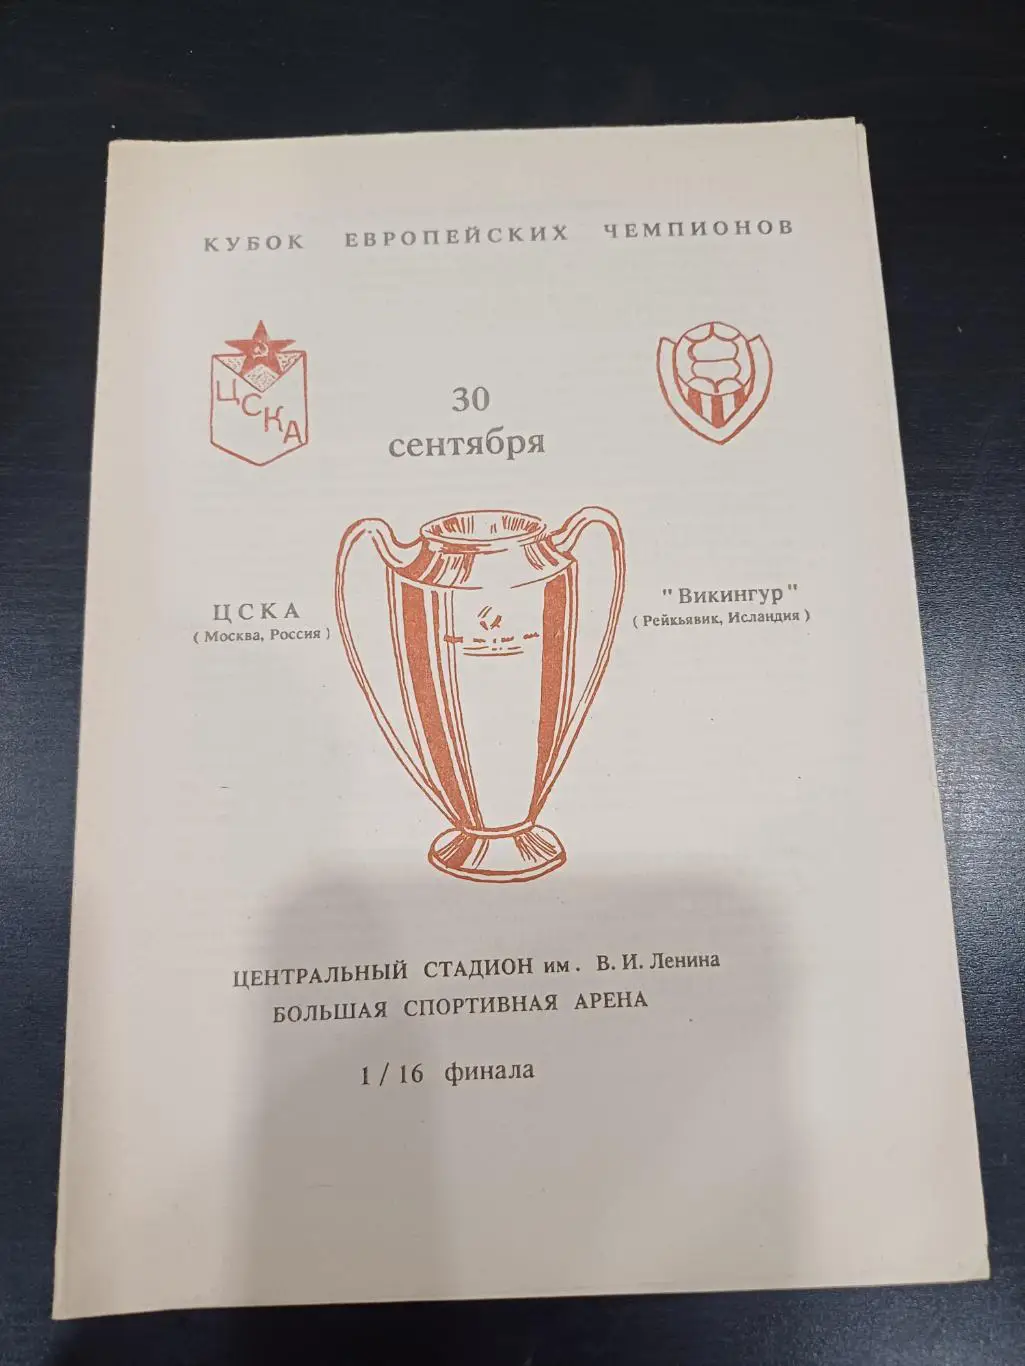 КУБОК ЕВРОПЕЙСКИХ ЧЕМПИОНОВ
ЦСКА
30
сентября
ЦСКА
( Москва, Россия )
"Викингур"
( Рейкьявик, Исландия )
ЦЕНТРАЛЬНЫЙ СТАДИОН им. В. И. Ленина
БОЛЬШАЯ СПОРТИВНАЯ АРЕНА
1 / 16 финала